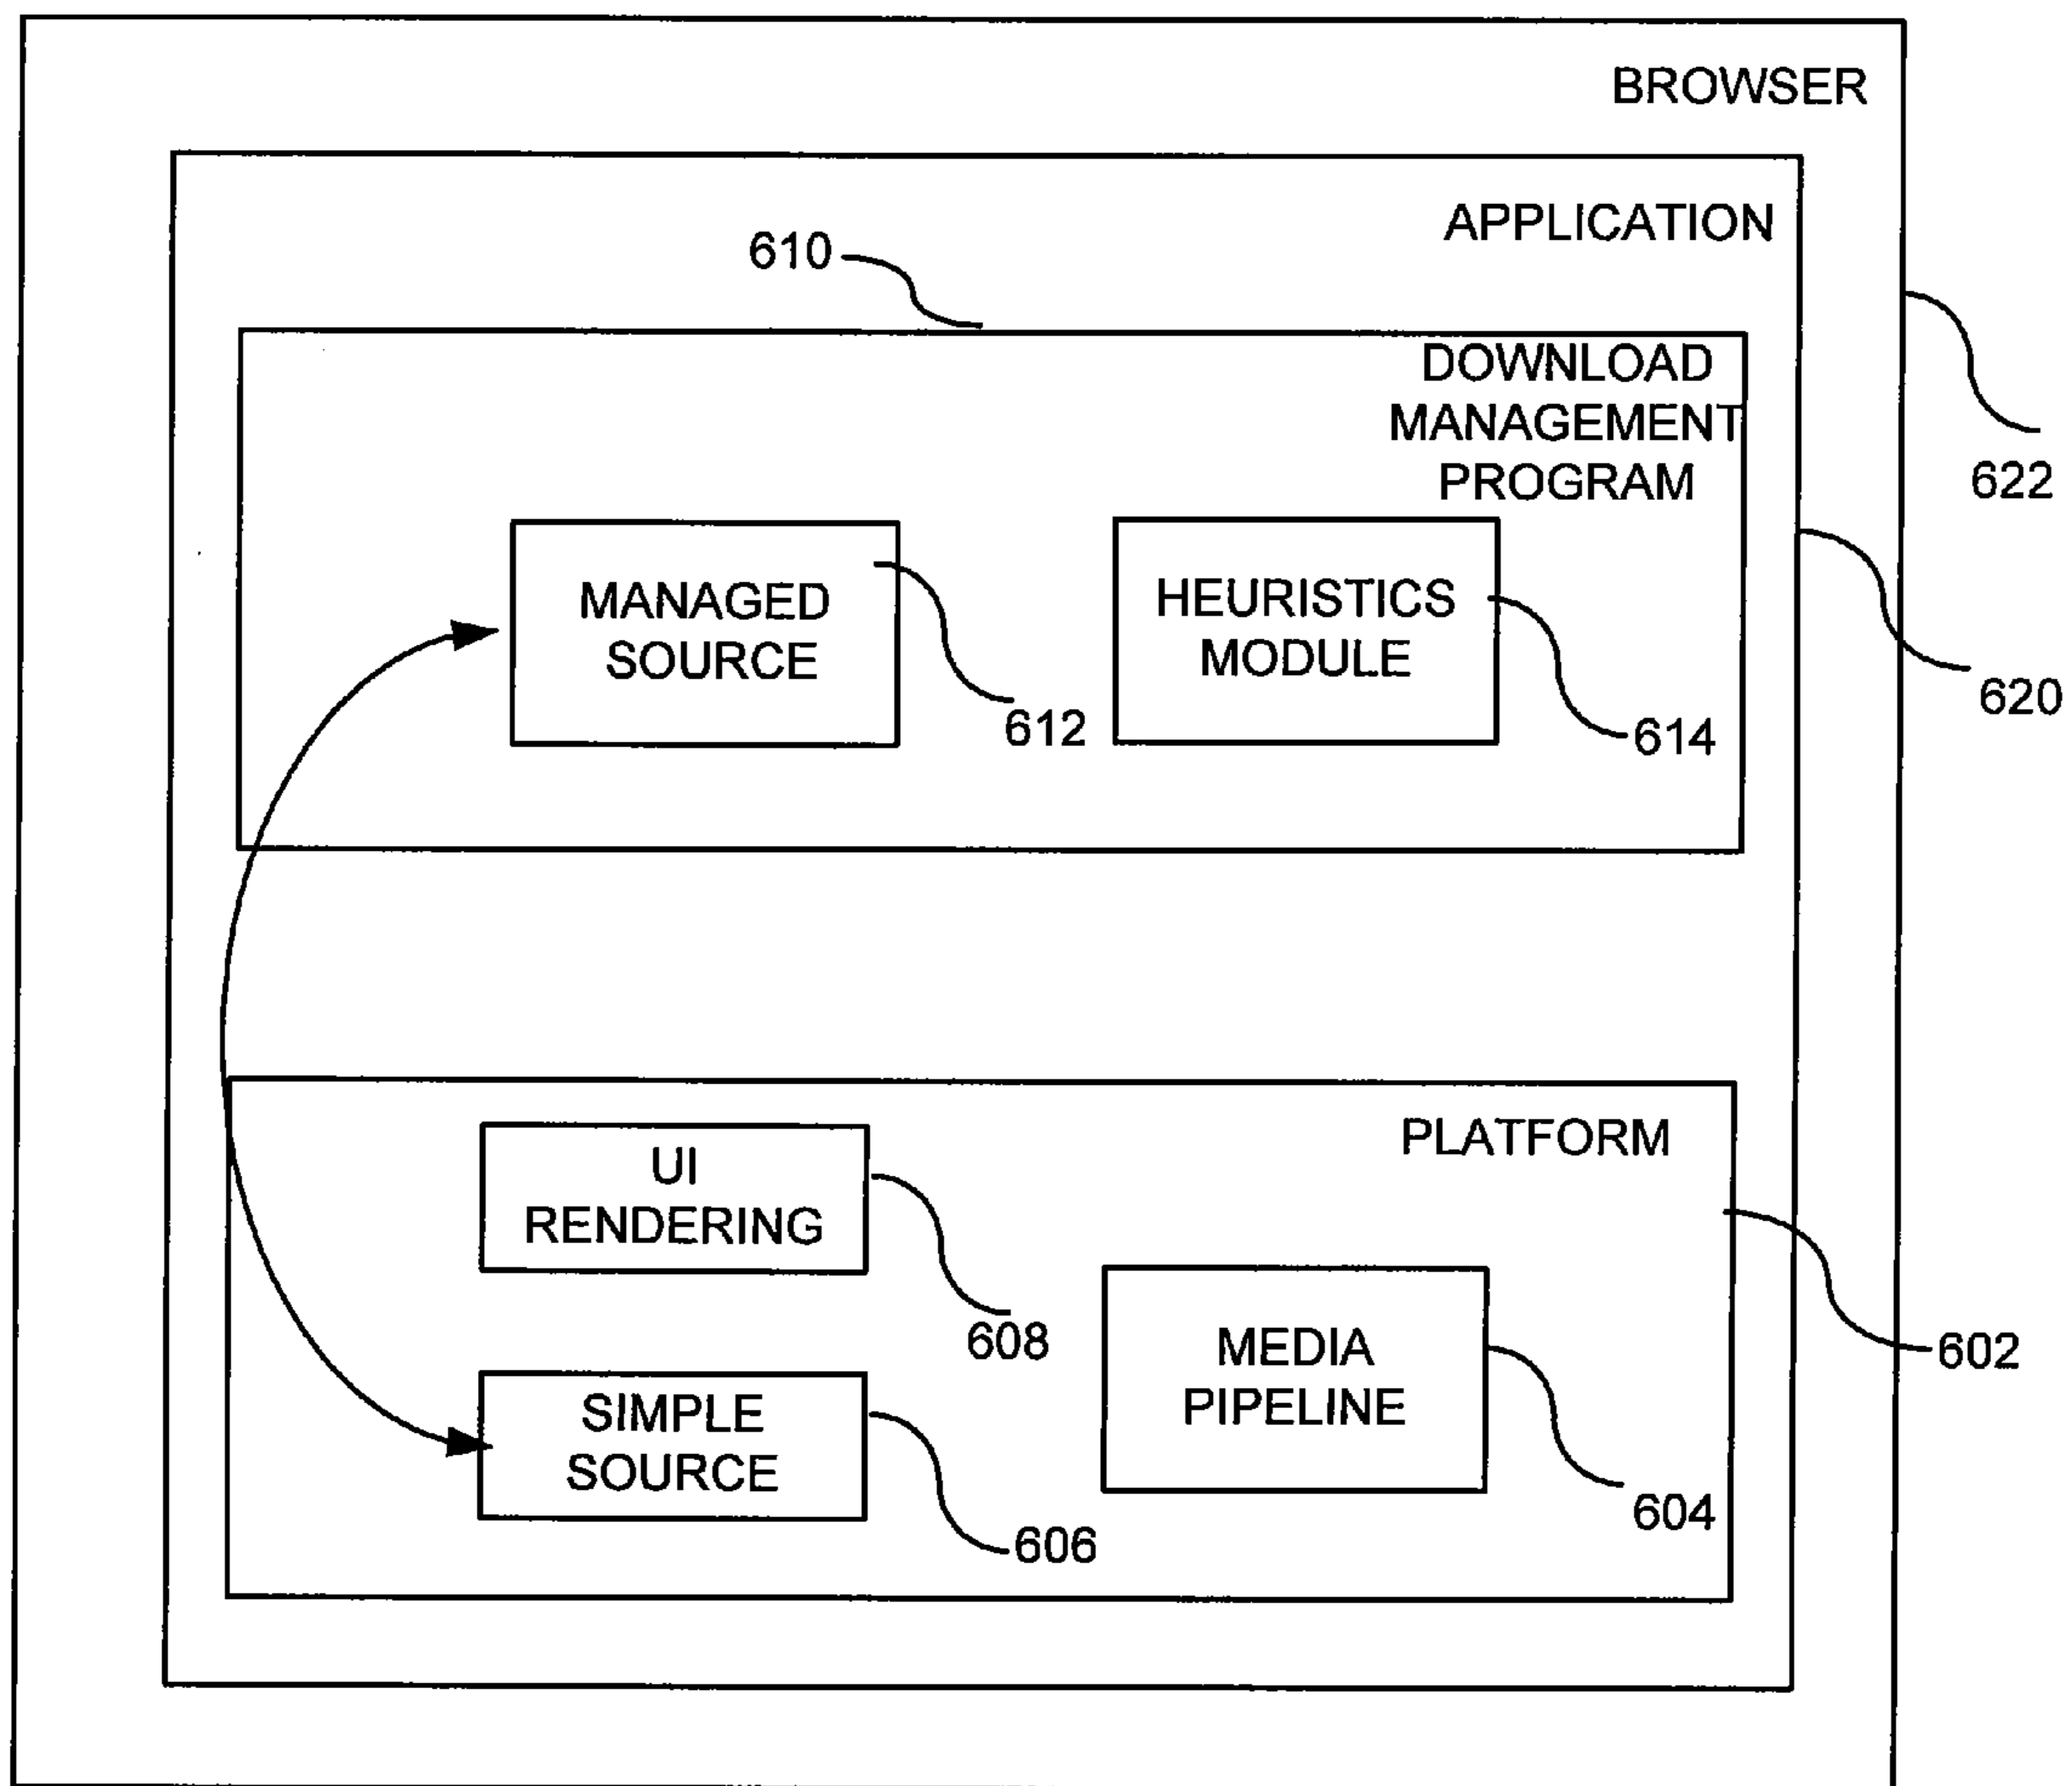 BROWSER
APPLICATION
610
DOWNLOAD
MANAGEMENT
PROGRAM
622
MANAGED
SOURCE
612
HEURISTICS
MODULE
614
620
PLATFORM
UI
RENDERING
608
MEDIA
PIPELINE
602
SIMPLE
SOURCE
606
604